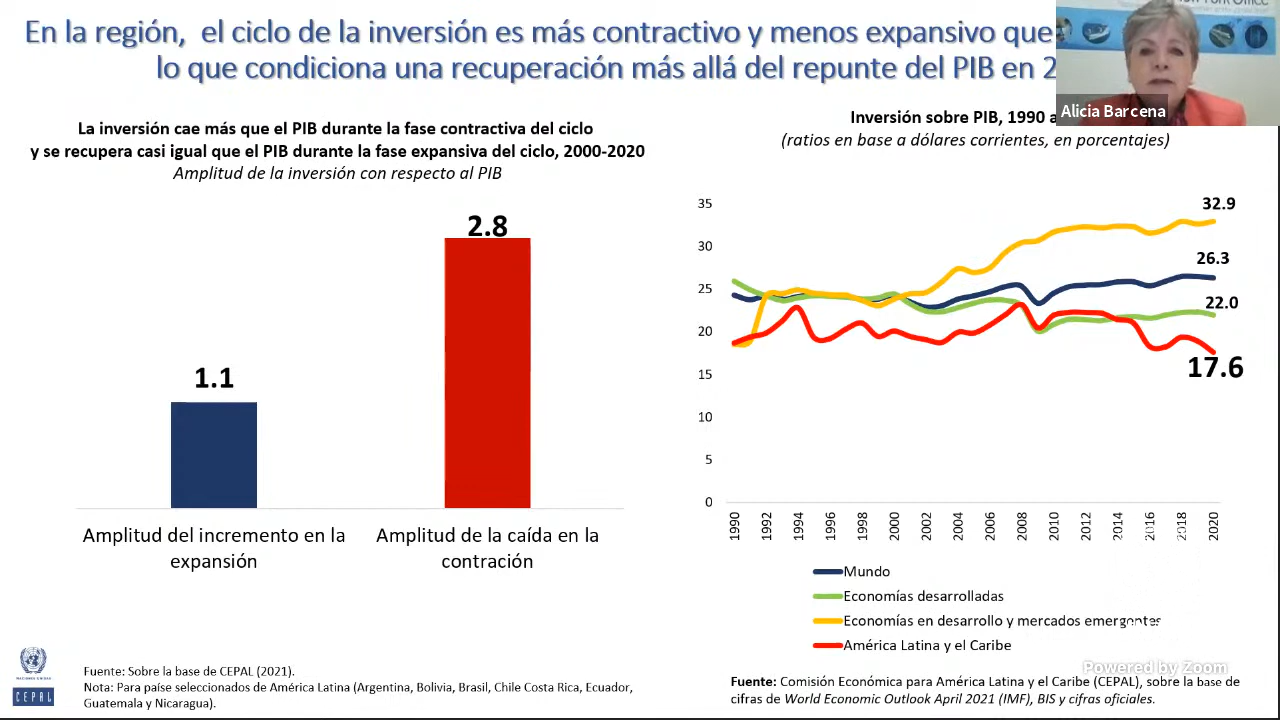 En la región, el ciclo de la inversión es más contractivo y menos expansivo que
lo que condiciona una recuperación más allá del repunte del PIB en 2
York Office
Alicia Barcena
La inversión cae más que el PIB durante la fase contractiva del ciclo
y se recupera casi igual que el PIB durante la fase expansiva del ciclo, 2000-2020
Amplitud de la inversión con respecto al PIB
1.1
2.8
Amplitud del incremento en la
expansión
Amplitud de la caída en la
contración
Inversión sobre PIB, 1990 a
(ratios en base a dólares corrientes, en porcentajes)
35
30
25
20
15
10
5
0
32.9
26.3
22.0
17.6
1990
1992
1994
1996
1998
2000
2002
2004
2006
2008
2010
2012
2014
2016
2018
2020
Mundo
Economías desarrolladas
Economías en desarrollo y mercados emergentes
América Latina y el Caribe
NACIONES UNIDAS
CEPAL
Fuente: Sobre la base de CEPAL (2021).
Nota: Para paíse seleccionados de América Latina (Argentina, Bolivia, Brasil, Chile Costa Rica, Ecuador,
Guatemala y Nicaragua).
Powered by Zoom
Fuente: Comisión Económica para América Latina y el Caribe (CEPAL), sobre la base de
cifras de World Economic Outlook April 2021 (IMF), BIS y cifras oficiales.